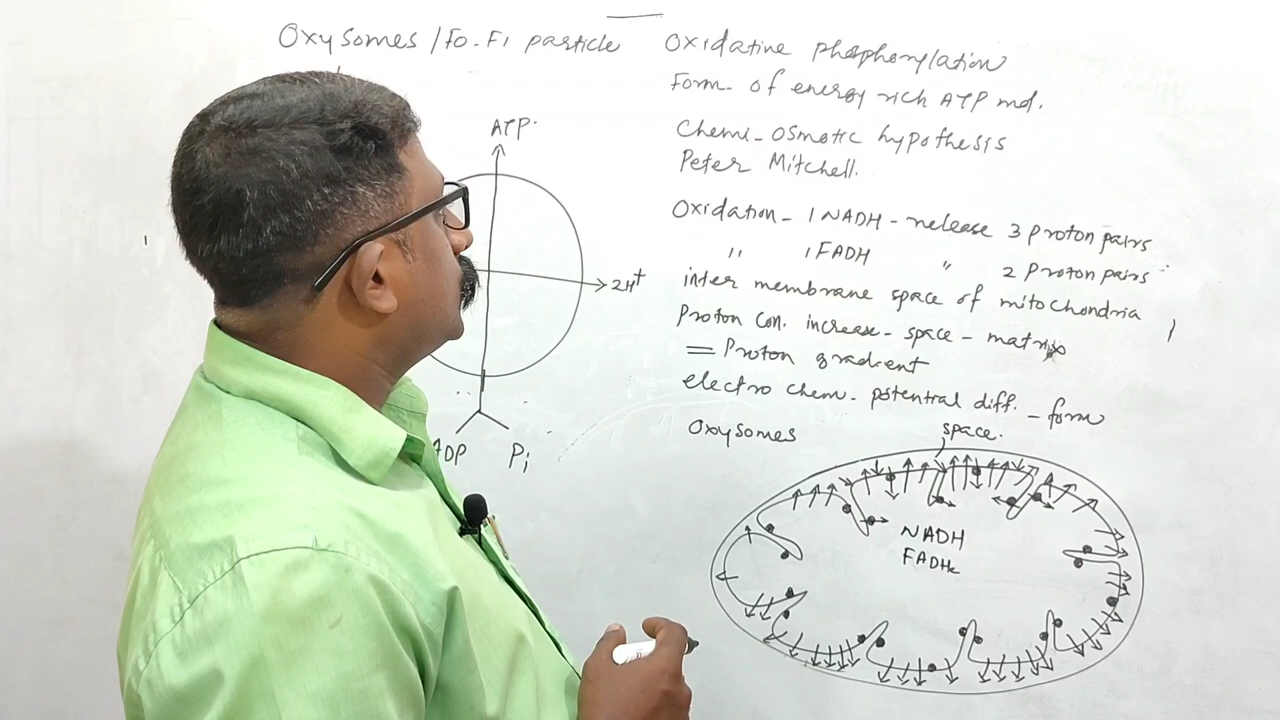 Oxysomes / Fo-F1 particle
ATP
2H+
ADP
Pi
Oxidative phosphorylation
Form- of energy rich ATP mol.
Chemi-osmotic hypothesis
Peter Mitchell.
Oxidation - 1 NADH - release 3 proton pairs
" 1 FADH " 2 Proton pairs
inter membrane space of mitochondria
Proton con. increase - space - matrix
= Proton gradient
electro chem. potential diff. - form
Oxysomes
space.
NADH
FADH2